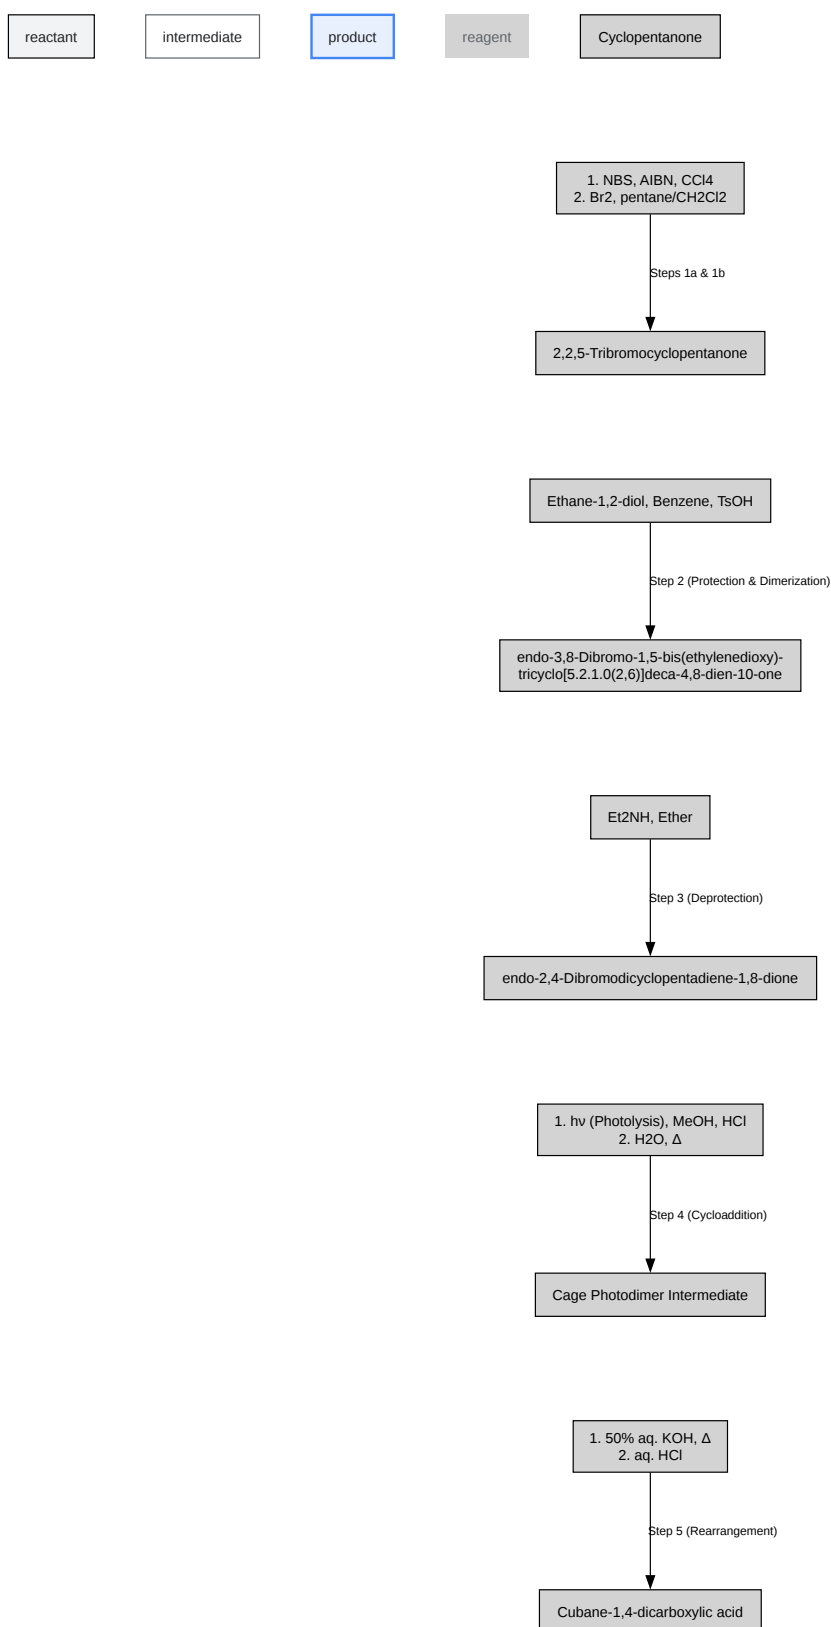 reactant
intermediate
product
reagent
Cyclopentanone
1. NBS, AIBN, CCl4
2. Br2, pentane/CH2Cl2
Steps 1a & 1b
2,2,5-Tribromocyclopentanone
Ethane-1,2-diol, Benzene, TsOH
Step 2 (Protection & Dimerization)
endo-3,8-Dibromo-1,5-bis(ethylenedioxy)-
tricyclo[5.2.1.0(2,6)]deca-4,8-dien-10-one
Et2NH, Ether
Step 3 (Deprotection)
endo-2,4-Dibromodicyclopentadiene-1,8-dione
1. hν (Photolysis), MeOH, HCl
2. H2O, Δ
Step 4 (Cycloaddition)
Cage Photodimer Intermediate
1. 50% aq. KOH, Δ
2. aq. HCl
Step 5 (Rearrangement)
Cubane-1,4-dicarboxylic acid